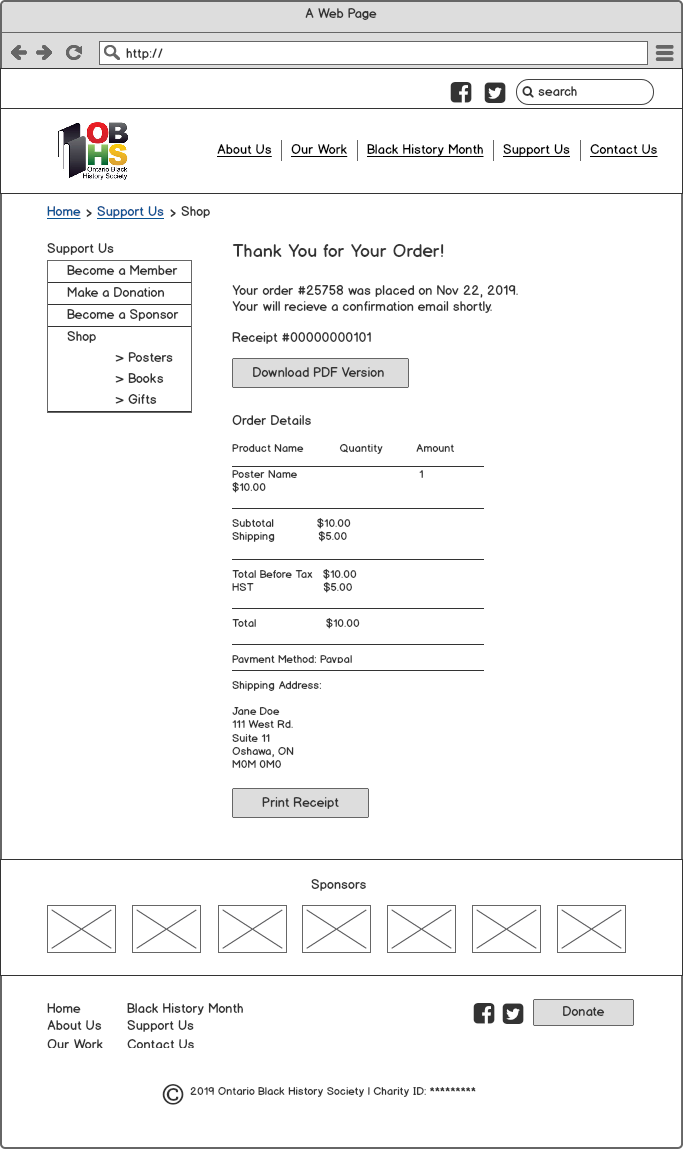 A Web Page
http://
search
OB
HS
Ontario Black
History Society
About Us
Our Work
Black History Month
Support Us
Contact Us
Home > Support Us > Shop
Support Us
Become a Member
Make a Donation
Become a Sponsor
Shop
> Posters
> Books
> Gifts
Thank You for Your Order!
Your order #25758 was placed on Nov 22, 2019.
Your will recieve a confirmation email shortly.
Receipt #00000000101
Download PDF Version
Order Details
Product Name Quantity Amount
Poster Name 1
$10.00
Subtotal $10.00
Shipping $5.00
Total Before Tax $10.00
HST $5.00
Total $10.00
Payment Method: Paypal
Shipping Address:
Jane Doe
111 West Rd.
Suite 11
Oshawa, ON
M0M 0M0
Print Receipt
Sponsors
Home Black History Month
About Us Support Us
Our Work Contact Us
Donate
© 2019 Ontario Black History Society | Charity ID: *********